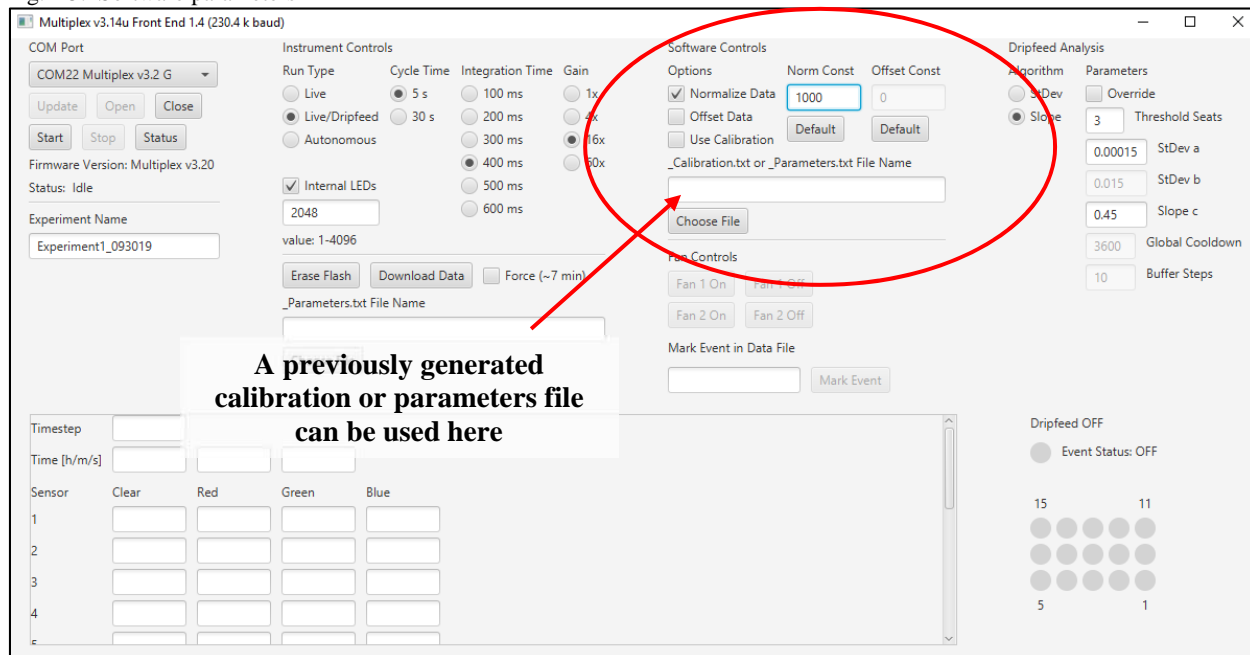 Multiplex v3.14u Front End 1.4 (230.4 k baud)
COM Port
COM22 Multiplex v3.2 G
Update Open Close
Start Stop Status
Firmware Version: Multiplex v3.20
Status: Idle
Experiment Name
Experiment1_093019
Instrument Controls
Run Type Cycle Time Integration Time Gain
Live 5 s 100 ms 1x
Live/Dripfeed 30 s 200 ms 4x
Autonomous 300 ms 16x
400 ms 60x
Internal LEDs 500 ms
2048 600 ms
value: 1-4096
Erase Flash Download Data Force (~7 min)
_Parameters.txt File Name
Software Controls
Options Norm Const Offset Const
Normalize Data 1000 0
Offset Data Default Default
Use Calibration
_Calibration.txt or _Parameters.txt File Name
Choose File
Fan Controls
Fan 1 On Fan 1 Off
Fan 2 On Fan 2 Off
Mark Event in Data File
Mark Event
Dripfeed Analysis
Algorithm Parameters
StDev Override
Slope 3 Threshold Seats
0.00015 StDev a
0.015 StDev b
0.45 Slope c
3600 Global Cooldown
10 Buffer Steps
A previously generated
calibration or parameters file
can be used here
Timestep
Time [h/m/s]
Sensor Clear Red Green Blue
1
2
3
4
Dripfeed OFF
Event Status: OFF
15 11
5 1